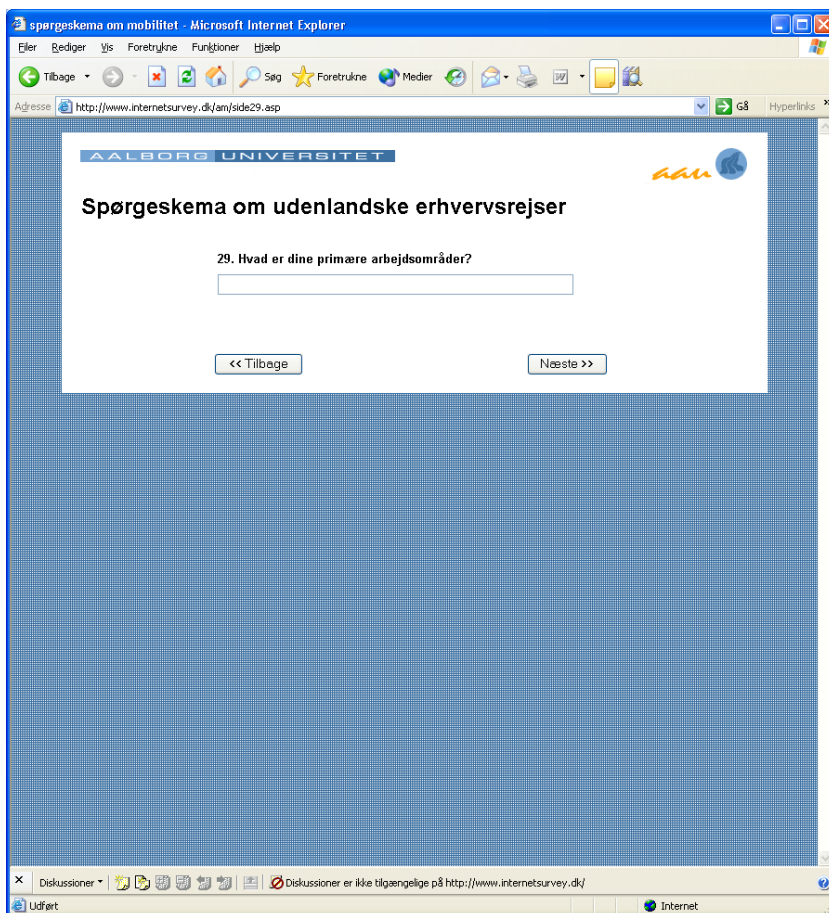 spørgeskema om mobilitet - Microsoft Internet Explorer
Filer Rediger Vis Foretrukne Funktioner Hjælp
Tilbage Søg Foretrukne Medier
Adresse http://www.internetsurvey.dk/am/side29.asp Gå Hyperlinks »
AALBORG UNIVERSITET
aau
Spørgeskema om udenlandske erhvervsrejser
29. Hvad er dine primære arbejdsområder?
<< Tilbage Næste >>
Diskussioner Diskussioner er ikke tilgængelige på http://www.internetsurvey.dk/
Udført Internet